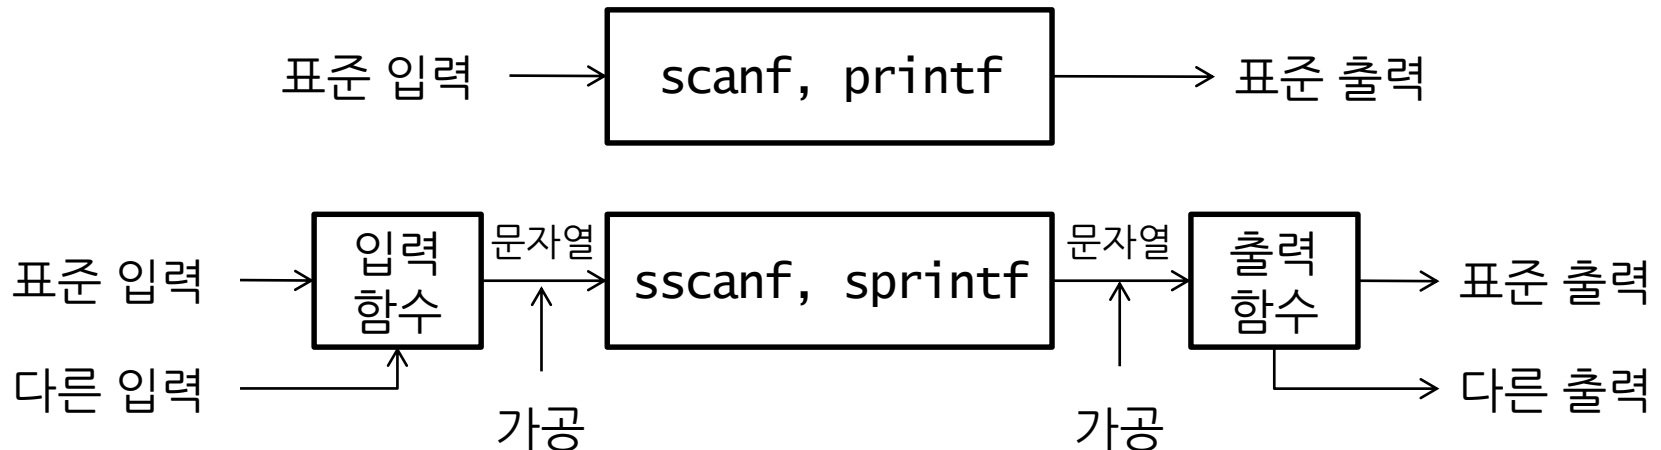 표준 입력
scanf, printf
표준 출력
표준 입력
입력
함수
문자열
sscanf, sprintf
문자열
출력
함수
표준 출력
다른 입력
다른 출력
가공
가공